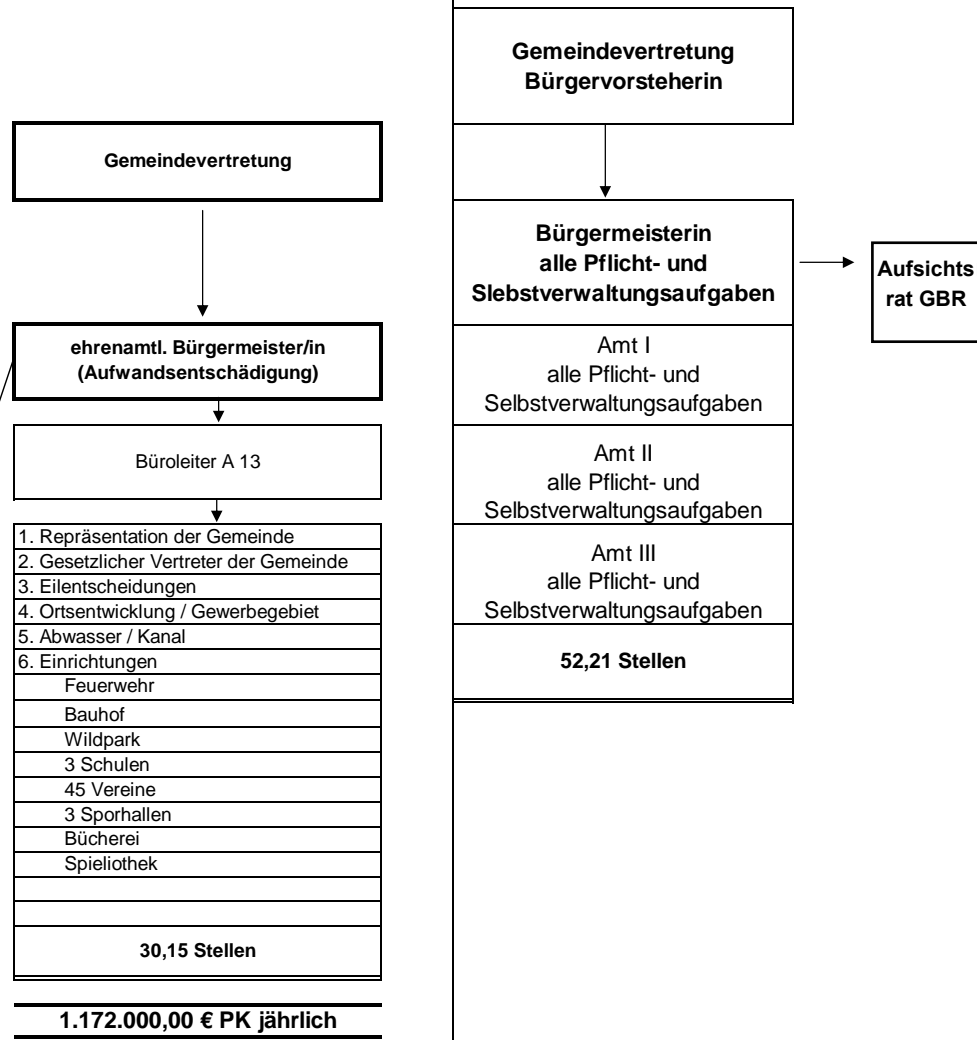 Gemeindevertretung
ehrenamtl. Bürgermeister/in
(Aufwandsentschädigung)
Büroleiter A 13
1. Repräsentation der Gemeinde
2. Gesetzlicher Vertreter der Gemeinde
3. Eilentscheidungen
4. Ortsentwicklung / Gewerbegebiet
5. Abwasser / Kanal
6. Einrichtungen
Feuerwehr
Bauhof
Wildpark
3 Schulen
45 Vereine
3 Sporhallen
Bücherei
Spieliothek
30,15 Stellen
1.172.000,00 € PK jährlich
Gemeindevertretung
Bürgervorsteherin
Bürgermeisterin
alle Pflicht- und
Slebstverwaltungsaufgaben
Amt I
alle Pflicht- und
Selbstverwaltungsaufgaben
Amt II
alle Pflicht- und
Selbstverwaltungsaufgaben
Amt III
alle Pflicht- und
Selbstverwaltungsaufgaben
52,21 Stellen
Aufsichts
rat GBR